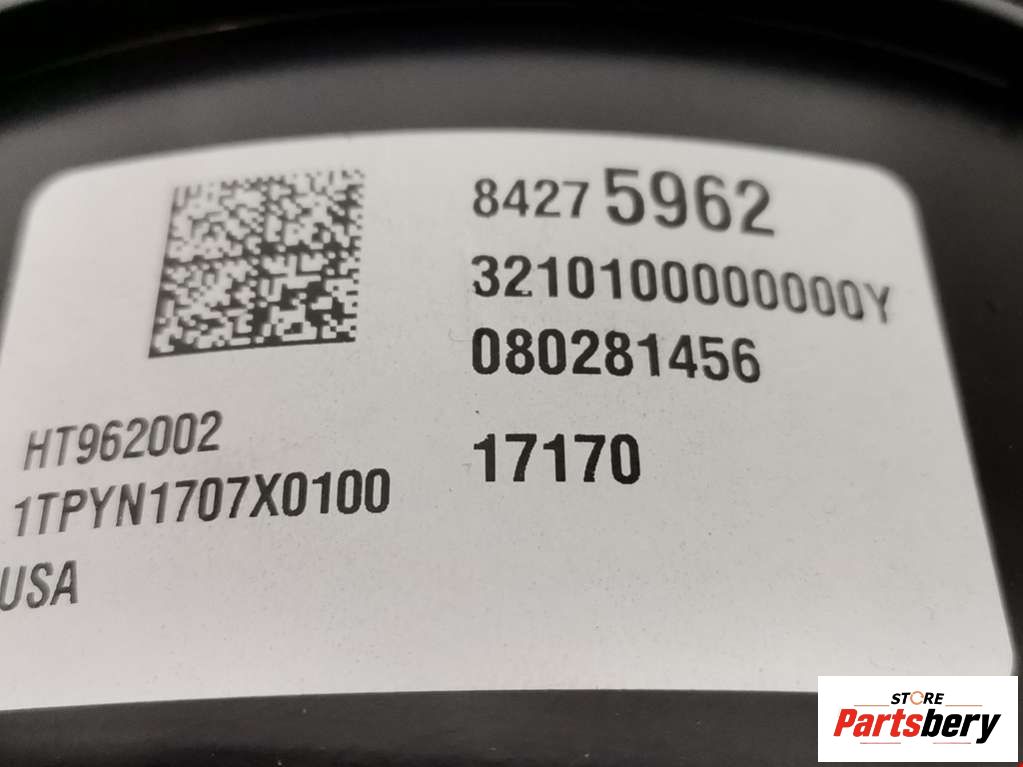 84275962
3210100000000Y
080281456
17170
HT962002
1TPYN1707X0100
USA
STORE
Partsbery